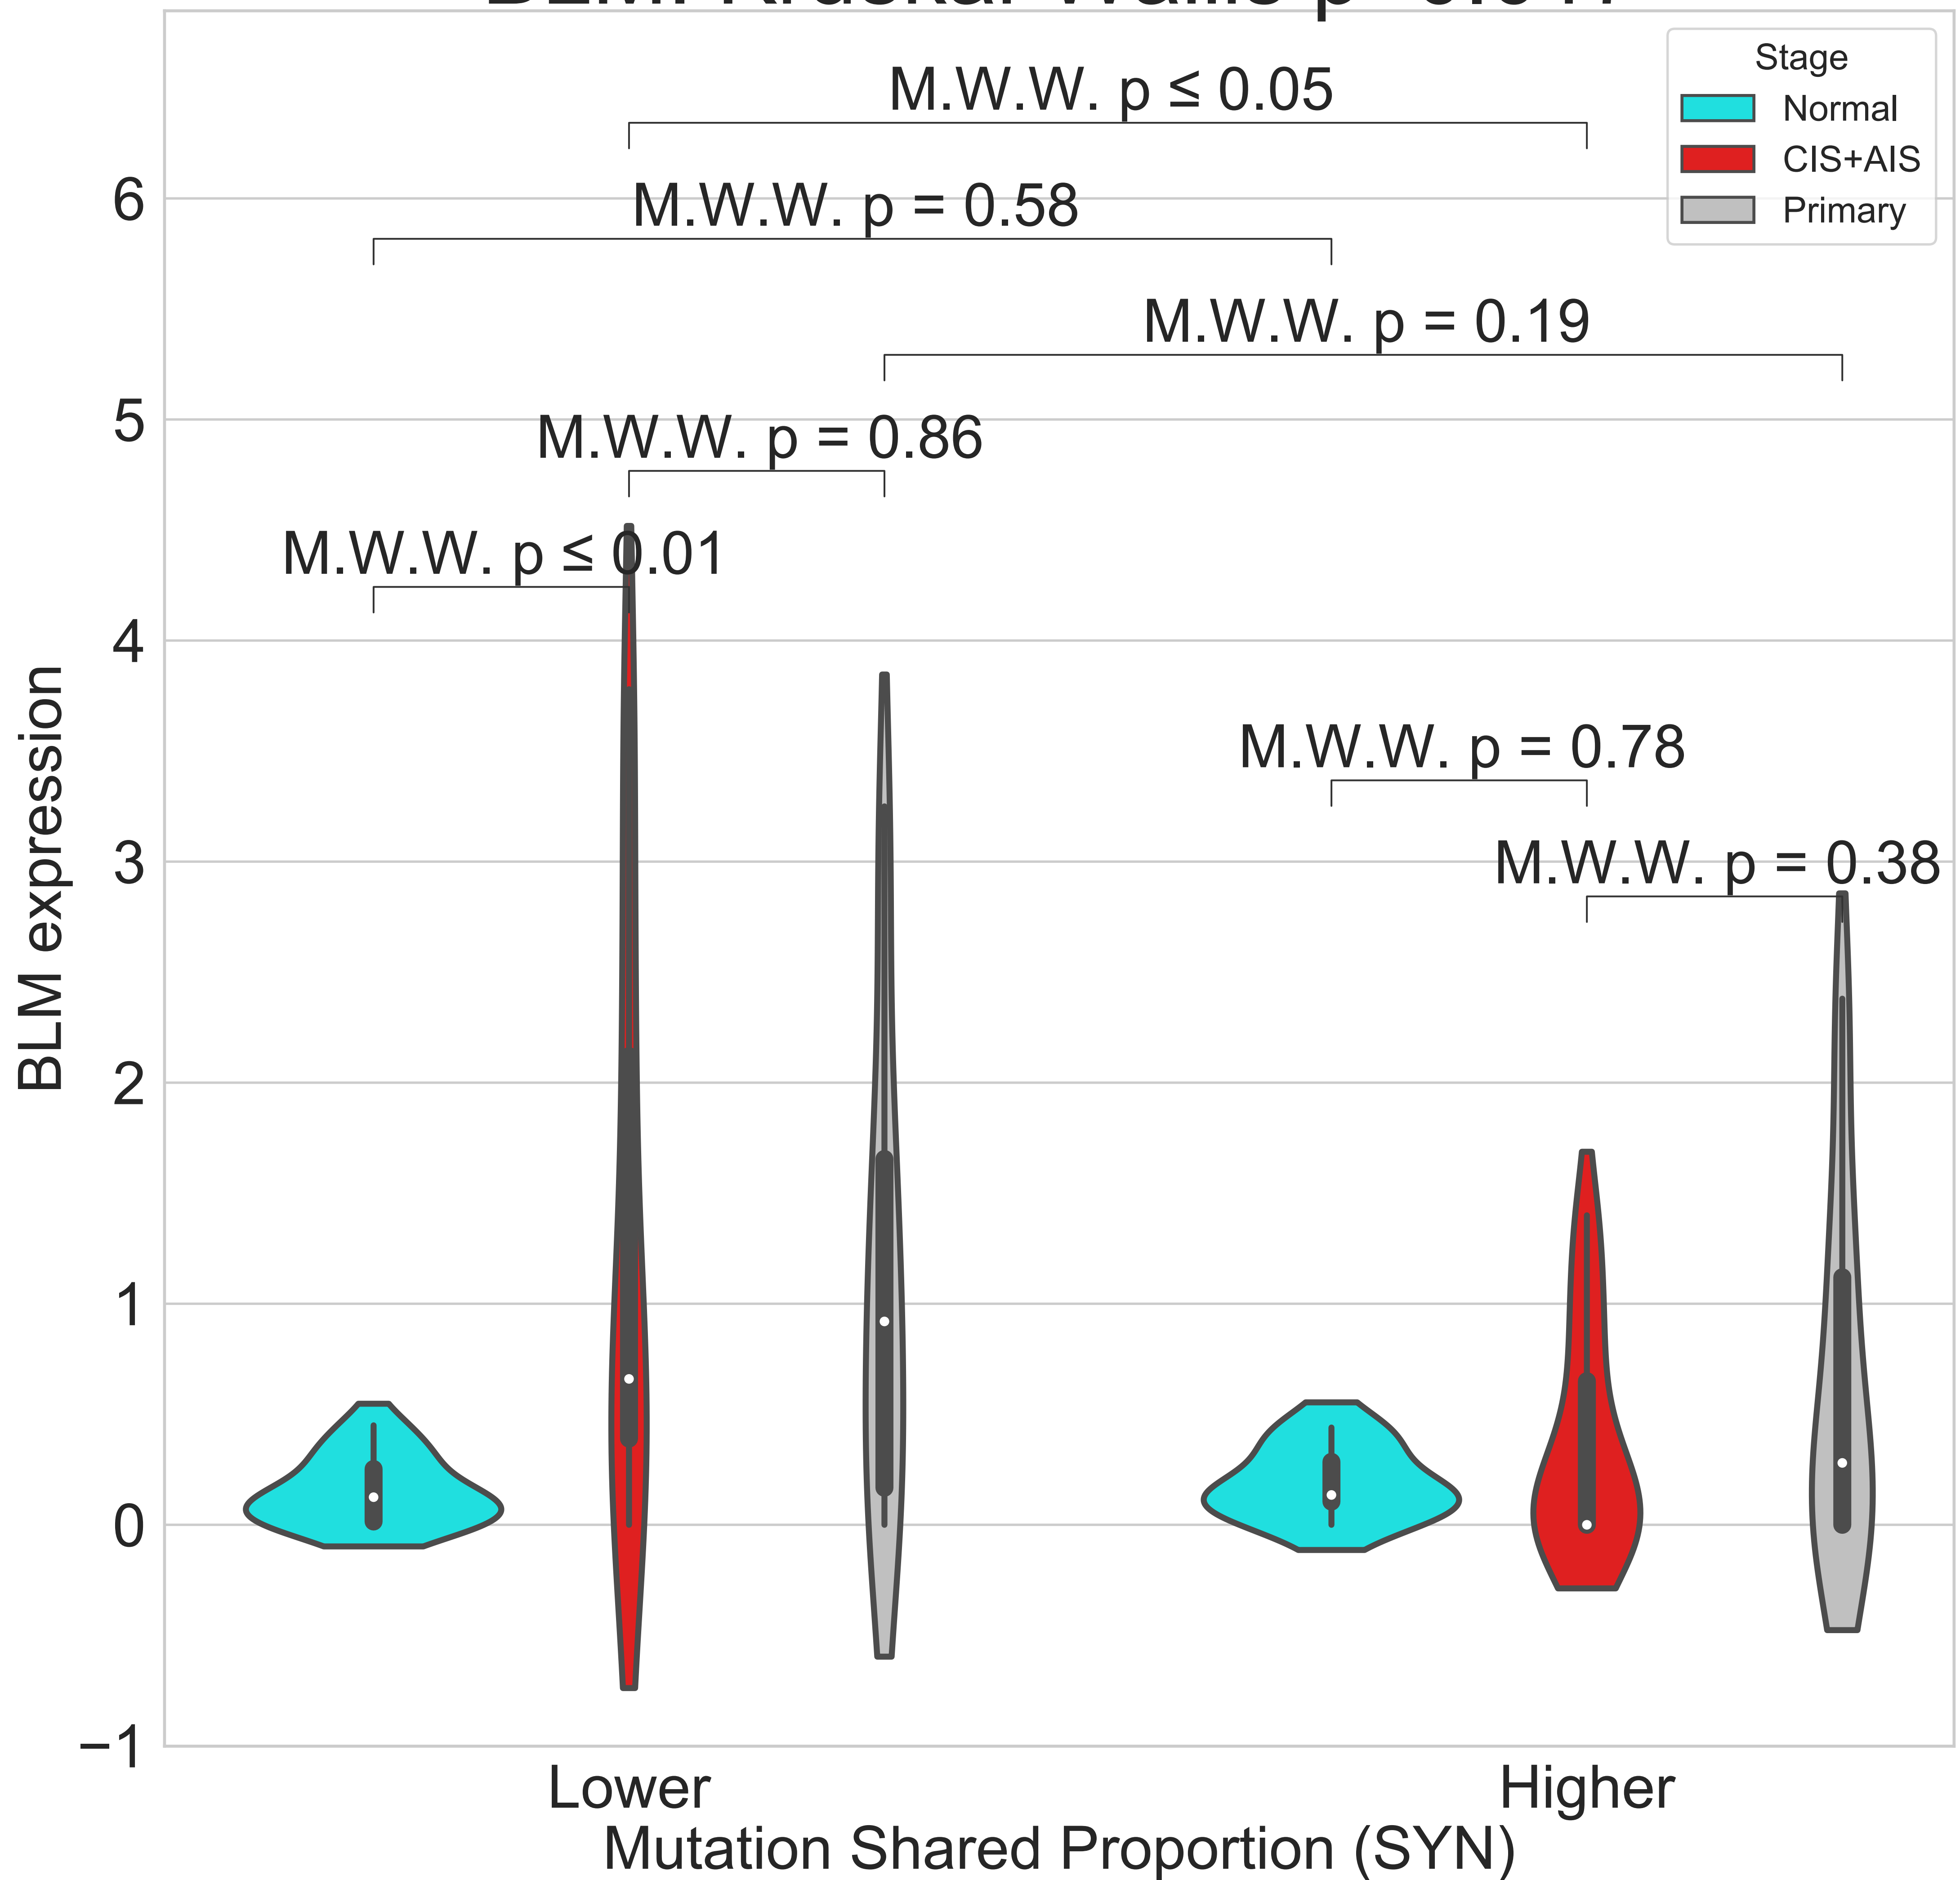 M.W.W. p ≤ 0.05
Stage
Normal
CIS+AIS
Primary
6
M.W.W. p = 0.58
M.W.W. p = 0.19
5
M.W.W. p = 0.86
M.W.W. p ≤ 0.01
4
M.W.W. p = 0.78
3
M.W.W. p = 0.38
BLM expression
2
1
0
−1
Lower
Higher
Mutation Shared Proportion (SYN)